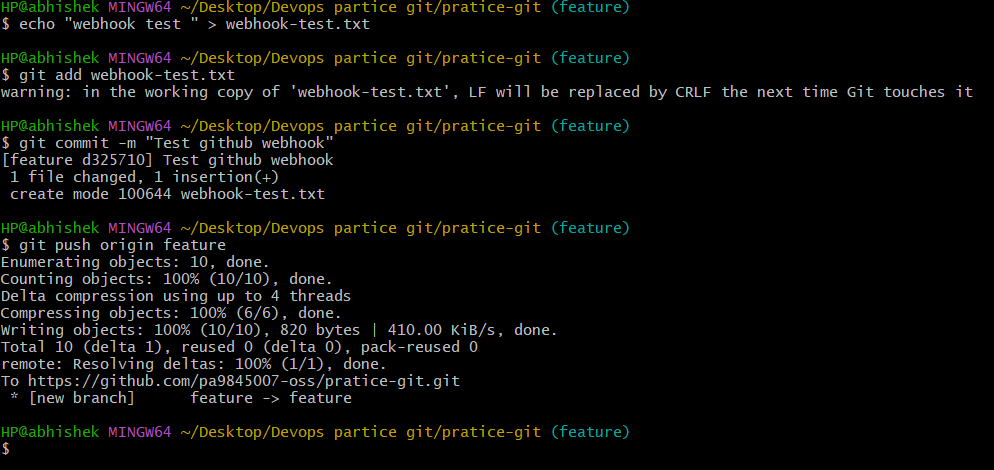 HP@abhishek MINGW64 ~/Desktop/Devops partice git/pratice-git (feature)
$ echo "webhook test " > webhook-test.txt
HP@abhishek MINGW64 ~/Desktop/Devops partice git/pratice-git (feature)
$ git add webhook-test.txt
warning: in the working copy of 'webhook-test.txt', LF will be replaced by CRLF the next time Git touches it
HP@abhishek MINGW64 ~/Desktop/Devops partice git/pratice-git (feature)
$ git commit -m "Test github webhook"
[feature d325710] Test github webhook
 1 file changed, 1 insertion(+)
 create mode 100644 webhook-test.txt
HP@abhishek MINGW64 ~/Desktop/Devops partice git/pratice-git (feature)
$ git push origin feature
Enumerating objects: 10, done.
Counting objects: 100% (10/10), done.
Delta compression using up to 4 threads
Compressing objects: 100% (6/6), done.
Writing objects: 100% (10/10), 820 bytes | 410.00 KiB/s, done.
Total 10 (delta 1), reused 0 (delta 0), pack-reused 0
remote: Resolving deltas: 100% (1/1), done.
To https://github.com/pa9845007-oss/pratice-git.git
 * [new branch]      feature -> feature
HP@abhishek MINGW64 ~/Desktop/Devops partice git/pratice-git (feature)
$